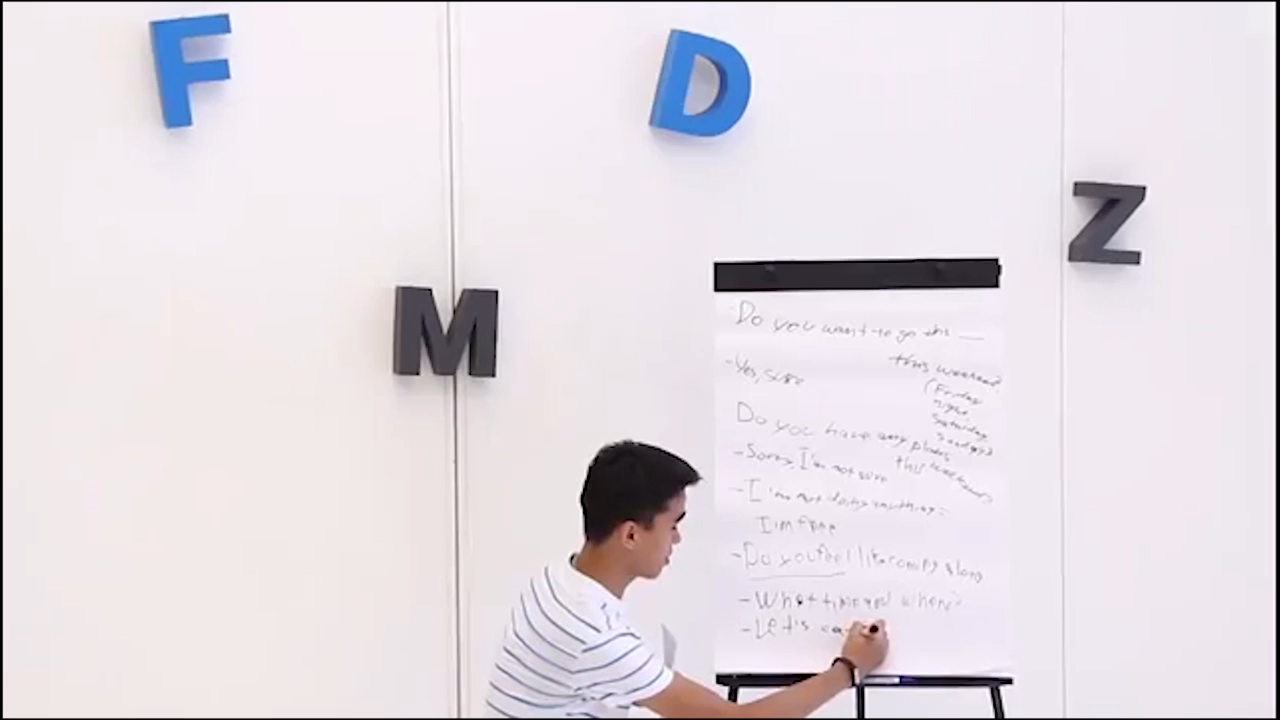 F
D
Z
M
Do you want to go the __
this weekend
-Yes, sure
(Friday
night
Saturday
Sunday)
Do you have any plans
this weekend?
-Sorry, I'm not sure
-I'm not doing anything.
I'm free
-Do you feel like coming along
-What time and where?
-Let's